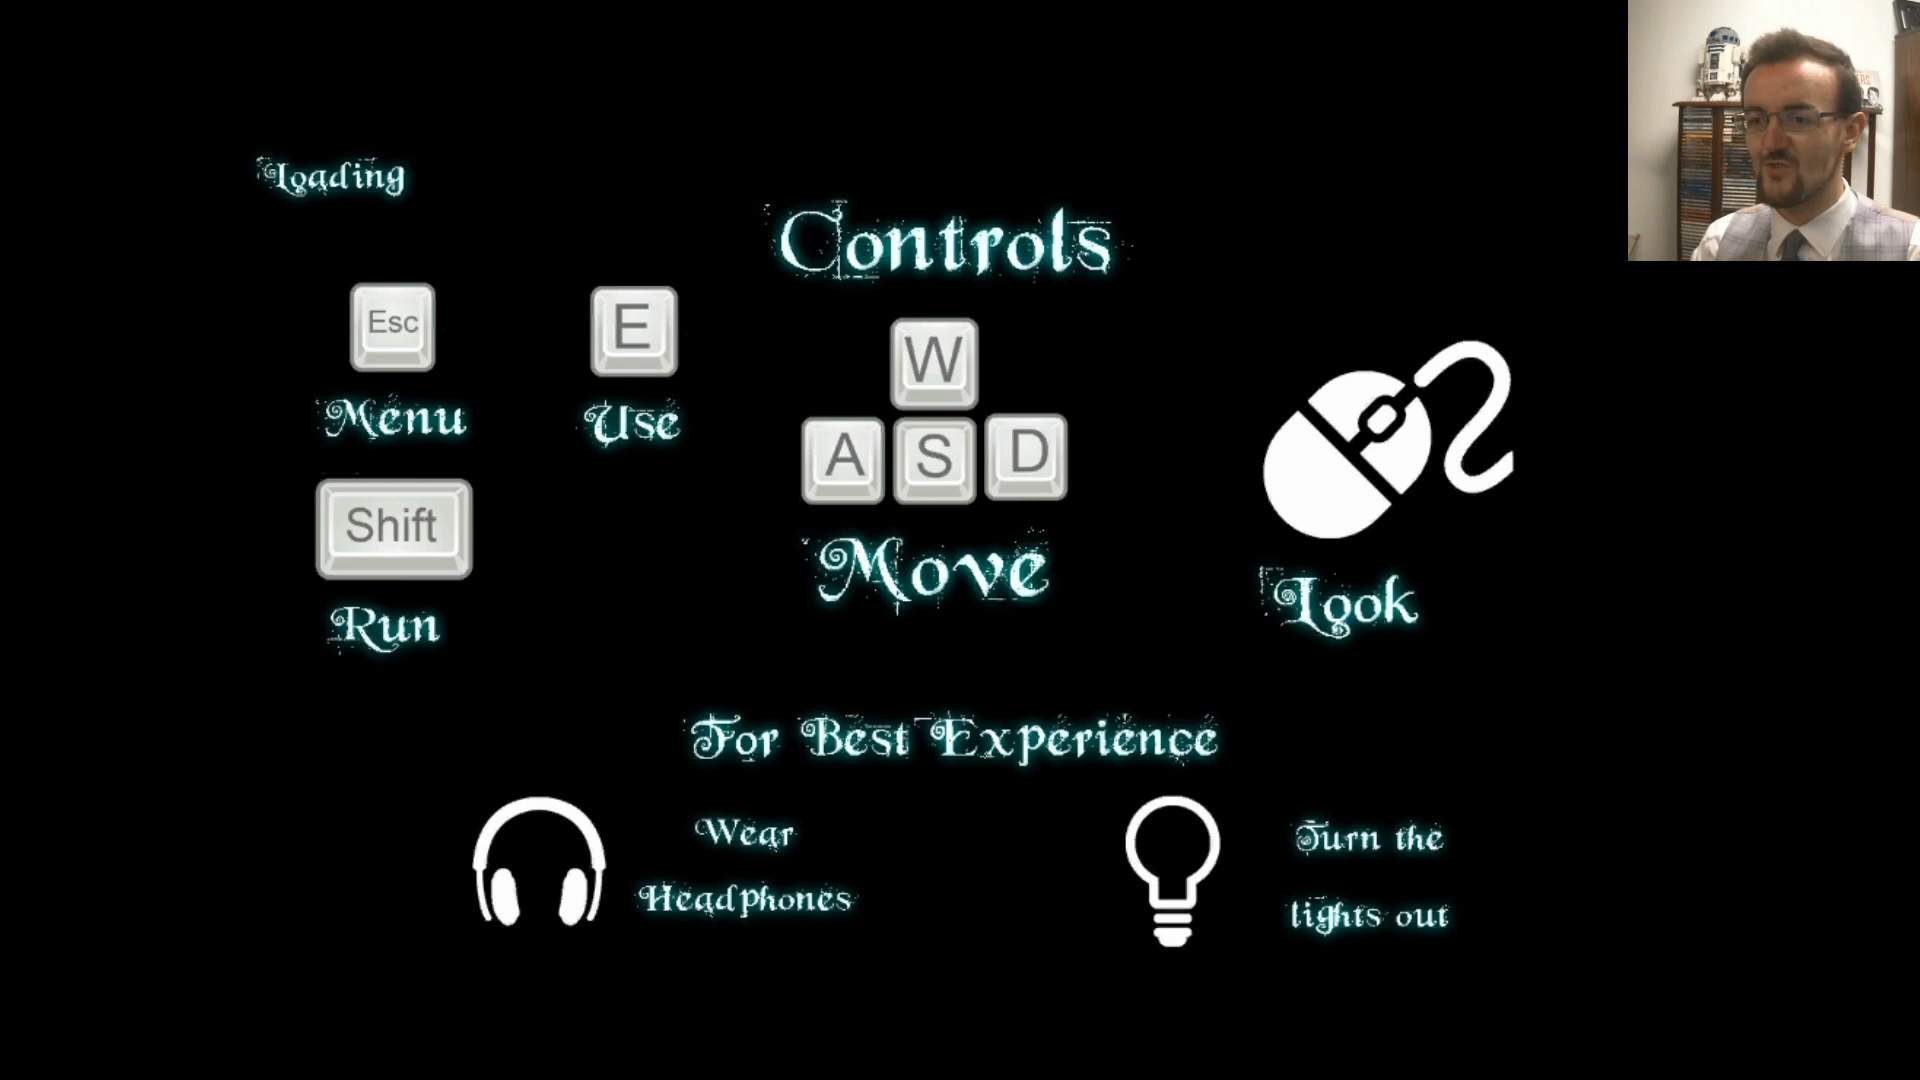 Loading
Controls
Esc
E
W
A S D
Menu
Use
Shift
Move
Look
Run
For Best Experience
Wear
Headphones
Turn the
lights out